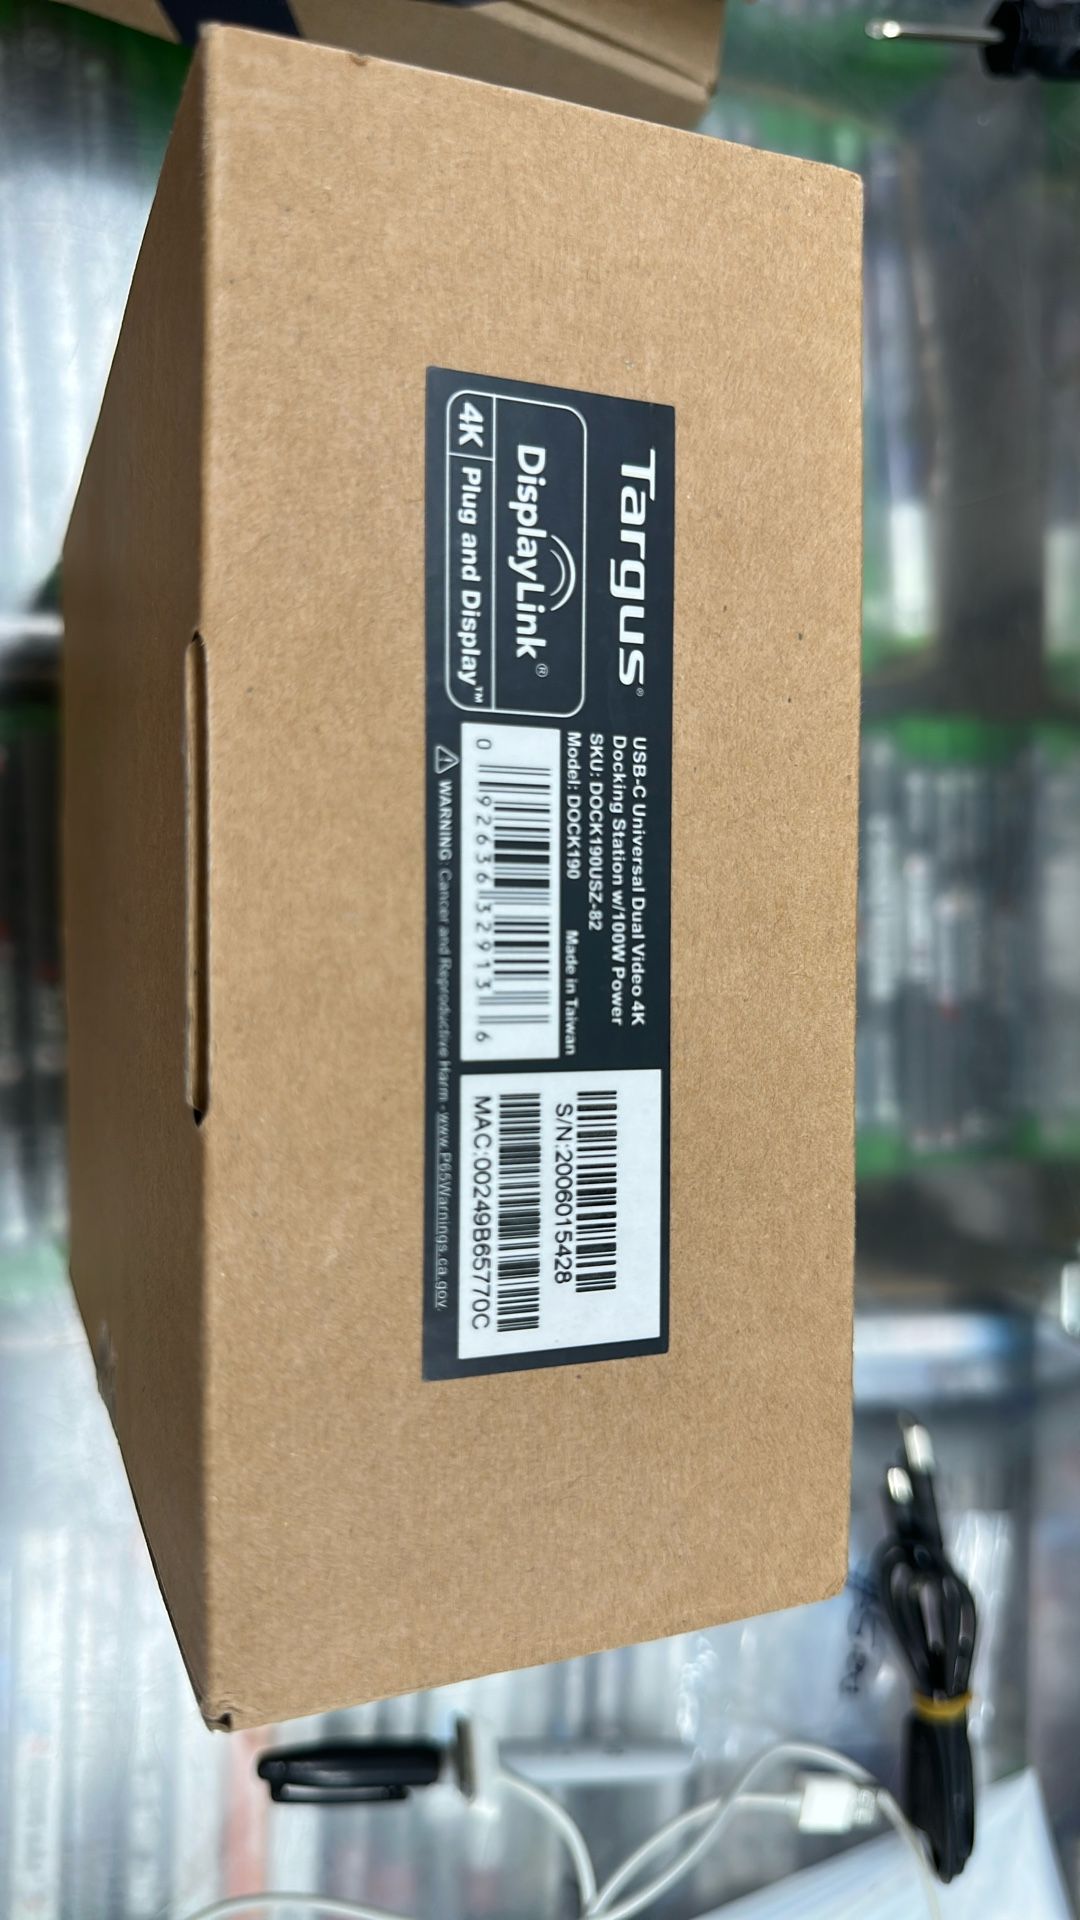 Targus®
DisplayLink®
4K Plug and Display™
USB-C Universal Dual Video 4K
Docking Station w/100W Power
SKU: DOCK190USZ-82
Model: DOCK190 Made in Taiwan
0 92636 32913 6
⚠ WARNING: Cancer and Reproductive Harm - www.P65Warnings.ca.gov.
S/N:2006015428
MAC:00249B65770C